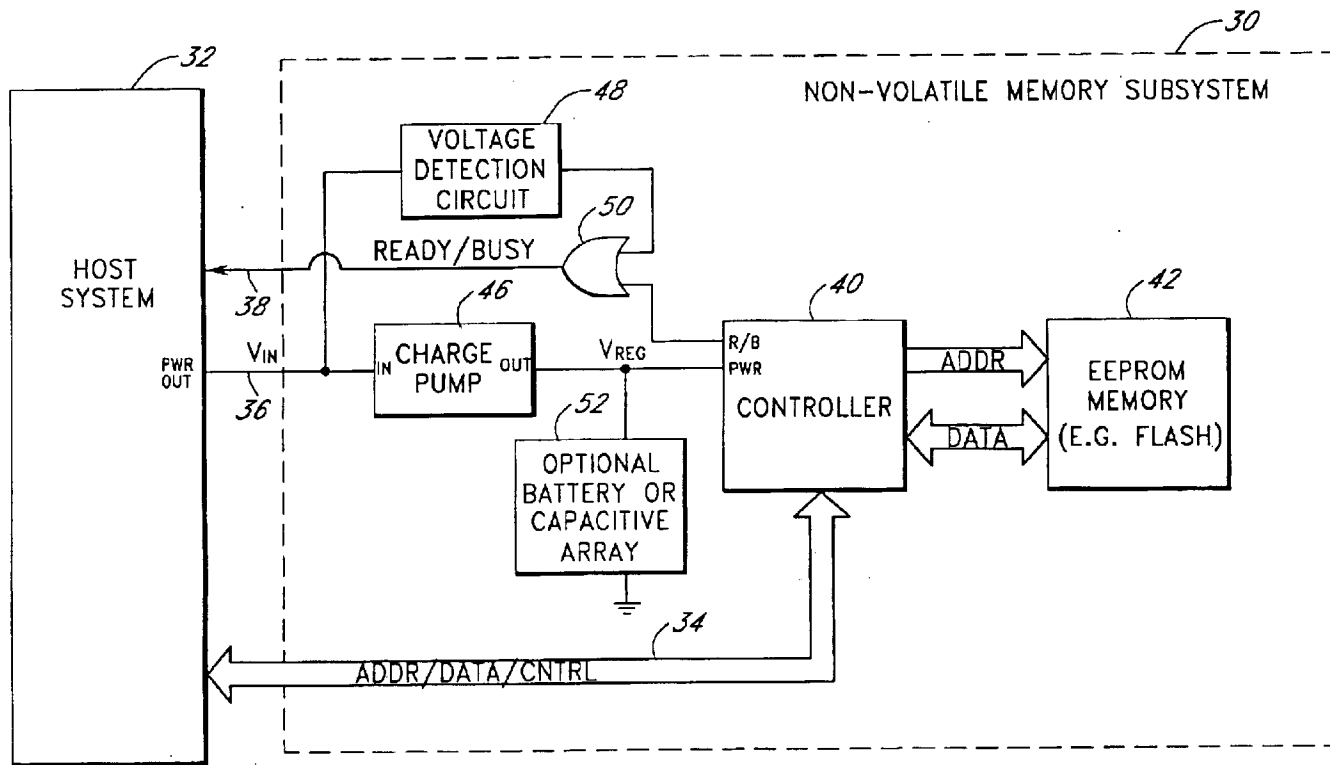 30
32
NON-VOLATILE MEMORY SUBSYSTEM
48
VOLTAGE
DETECTION
CIRCUIT
50
READY/BUSY
HOST
SYSTEM
38
46
40
42
PWR
OUT
VIN
36
IN
CHARGE
PUMP
OUT
VREG
R/B
PWR
CONTROLLER
ADDR
DATA
EEPROM
MEMORY
(E.G. FLASH)
52
OPTIONAL
BATTERY OR
CAPACITIVE
ARRAY
34
ADDR/DATA/CNTRL